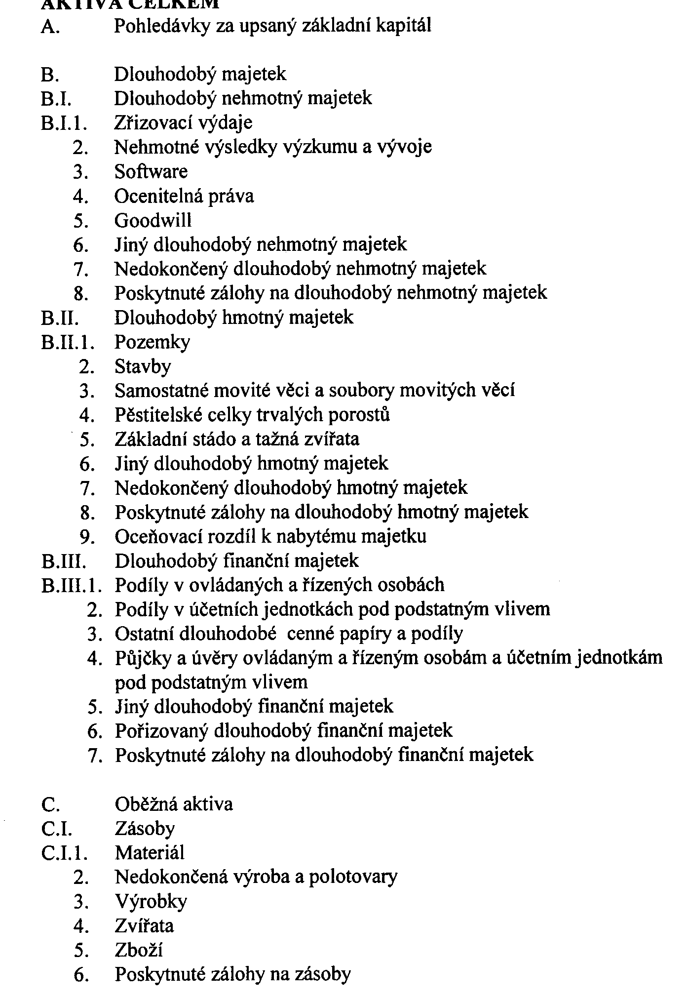 AKTIVA CELKEM
A. Pohledávky za upsaný základní kapitál
B. Dlouhodobý majetek
B.I. Dlouhodobý nehmotný majetek
B.I.1. Zřizovací výdaje
2. Nehmotné výsledky výzkumu a vývoje
3. Software
4. Ocenitelná práva
5. Goodwill
6. Jiný dlouhodobý nehmotný majetek
7. Nedokončený dlouhodobý nehmotný majetek
8. Poskytnuté zálohy na dlouhodobý nehmotný majetek
B.II. Dlouhodobý hmotný majetek
B.II.1. Pozemky
2. Stavby
3. Samostatné movité věci a soubory movitých věcí
4. Pěstitelské celky trvalých porostů
5. Základní stádo a tažná zvířata
6. Jiný dlouhodobý hmotný majetek
7. Nedokončený dlouhodobý hmotný majetek
8. Poskytnuté zálohy na dlouhodobý hmotný majetek
9. Oceňovací rozdíl k nabytému majetku
B.III. Dlouhodobý finanční majetek
B.III.1. Podíly v ovládaných a řízených osobách
2. Podíly v účetních jednotkách pod podstatným vlivem
3. Ostatní dlouhodobé cenné papíry a podíly
4. Půjčky a úvěry ovládaným a řízeným osobám a účetním jednotkám
pod podstatným vlivem
5. Jiný dlouhodobý finanční majetek
6. Pořizovaný dlouhodobý finanční majetek
7. Poskytnuté zálohy na dlouhodobý finanční majetek
C. Oběžná aktiva
C.I. Zásoby
C.I.1. Materiál
2. Nedokončená výroba a polotovary
3. Výrobky
4. Zvířata
5. Zboží
6. Poskytnuté zálohy na zásoby